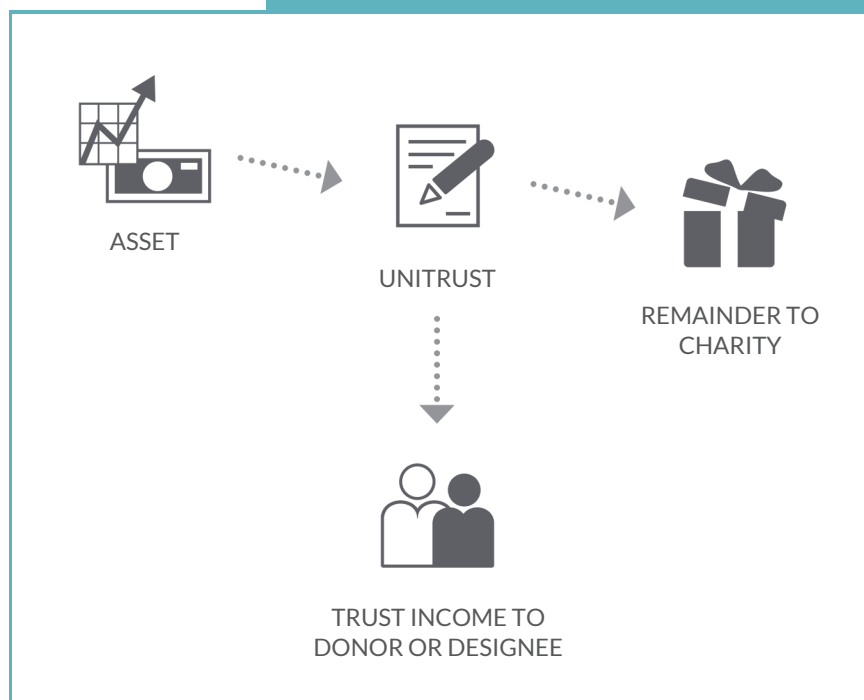 ASSET
UNITRUST
REMAINDER TO
CHARITY
TRUST INCOME TO
DONOR OR DESIGNEE